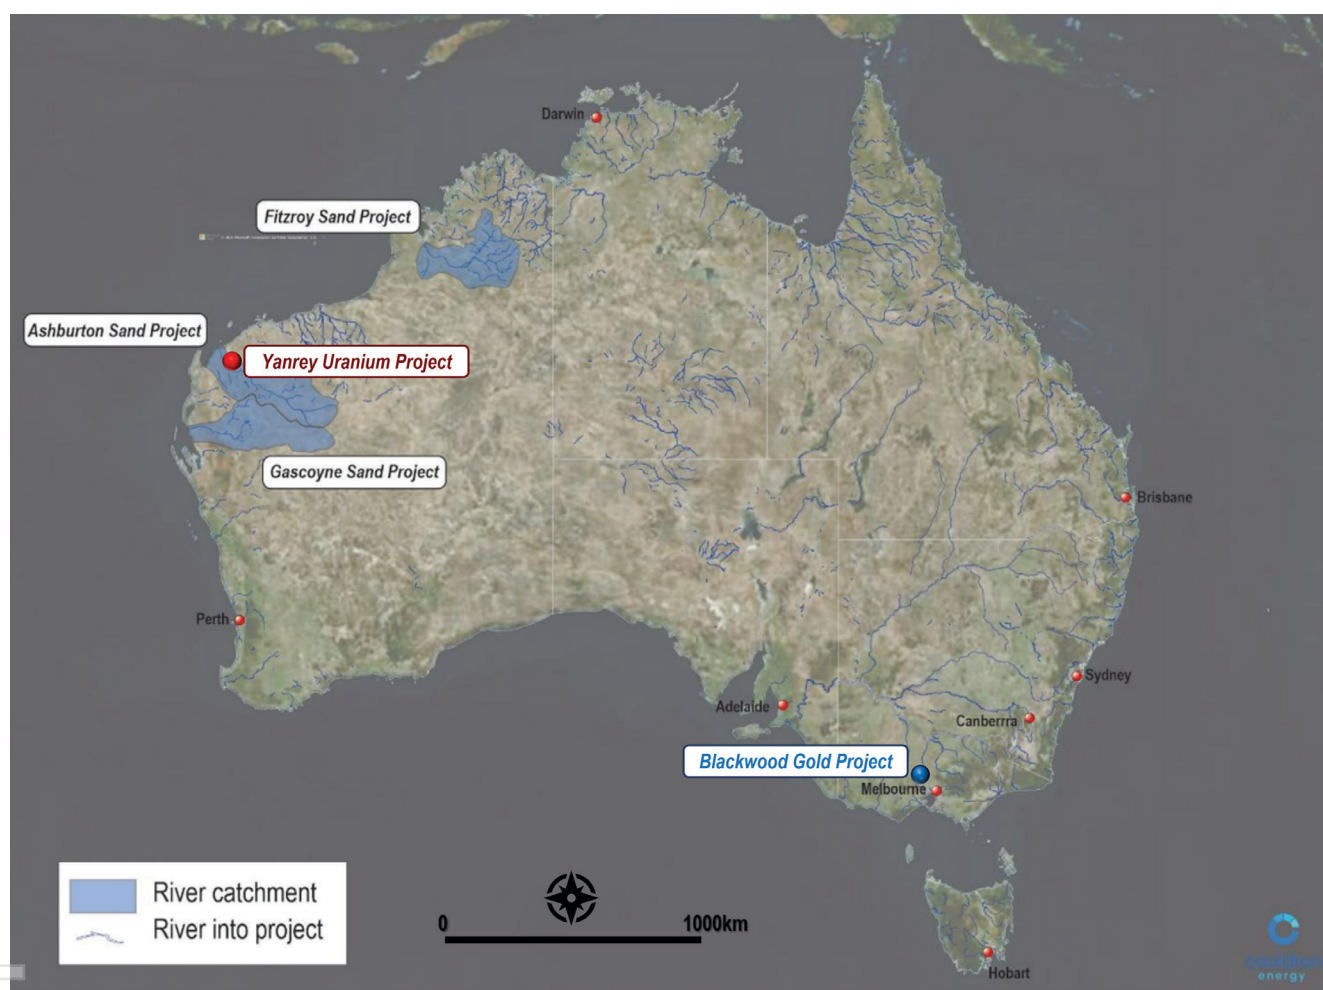 Darwin
Fitzroy Sand Project
Ashburton Sand Project
Yanrey Uranium Project
Gascoyne Sand Project
Brisbane
Perth
Sydney
Adelaide
Canberrra
Blackwood Gold Project
Melbourne
River catchment
River into project
0 1000km
Hobart
energy